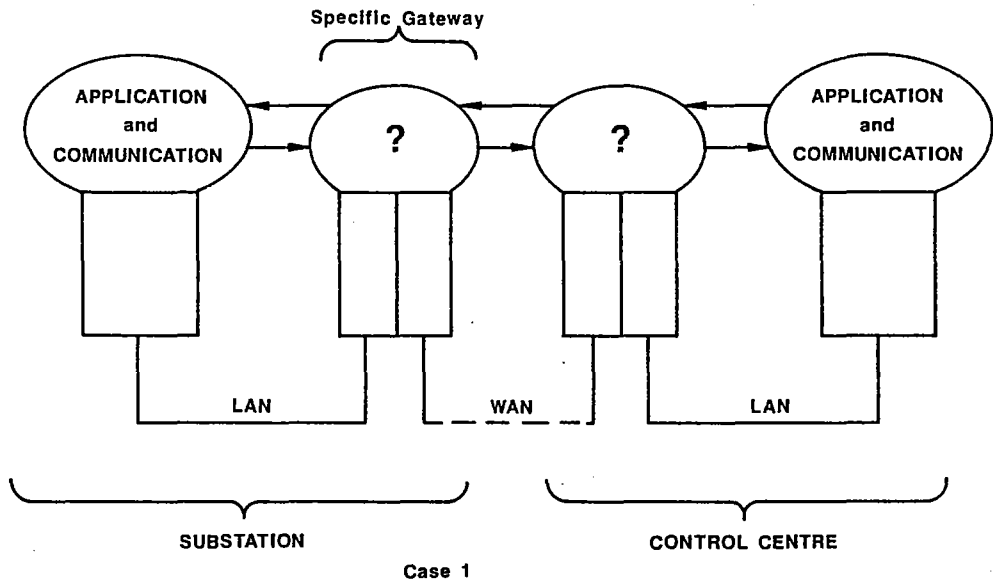 Specific Gateway
APPLICATION
and
COMMUNICATION
?
?
APPLICATION
and
COMMUNICATION
LAN
WAN
LAN
SUBSTATION
CONTROL CENTRE
Case 1